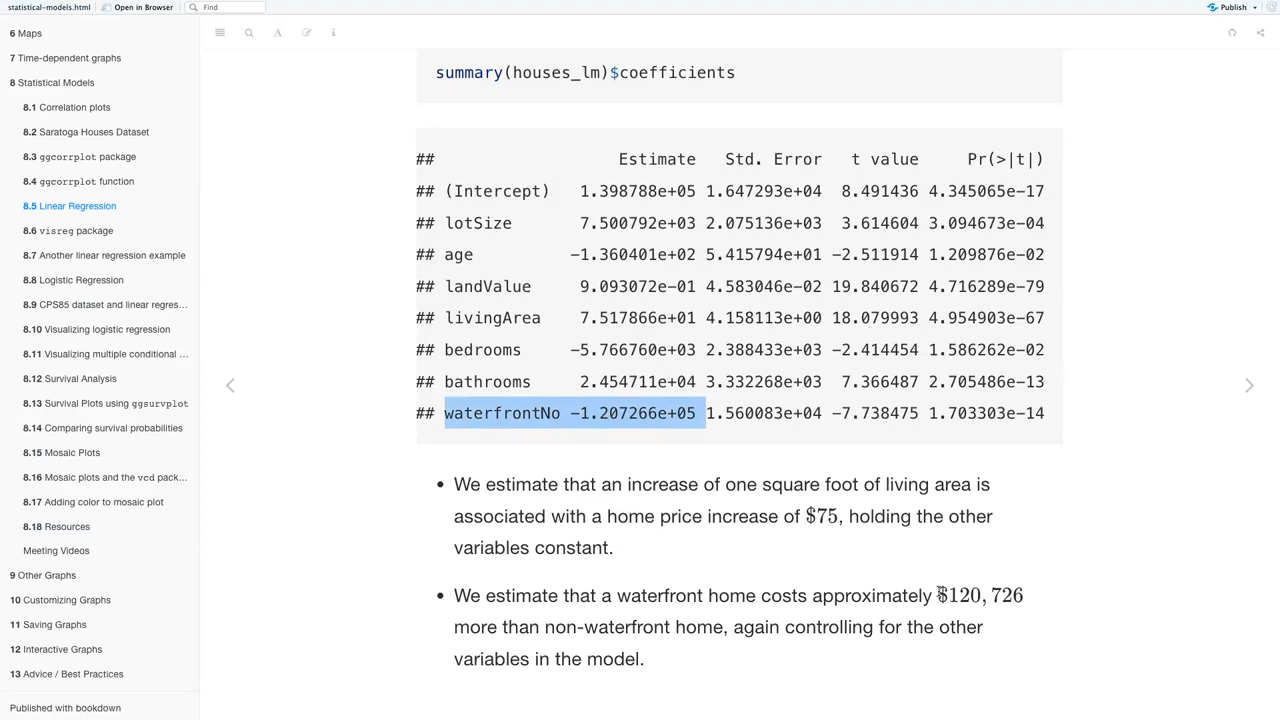 statistical-models.html Open in Browser Find Publish
6 Maps
7 Time-dependent graphs
8 Statistical Models
8.1 Correlation plots
8.2 Saratoga Houses Dataset
8.3 ggcorrplot package
8.4 ggcorrplot function
8.5 Linear Regression
8.6 visreg package
8.7 Another linear regression example
8.8 Logistic Regression
8.9 CPS85 dataset and linear regres...
8.10 Visualizing logistic regression
8.11 Visualizing multiple conditional ...
8.12 Survival Analysis
8.13 Survival Plots using ggsurvplot
8.14 Comparing survival probabilities
8.15 Mosaic Plots
8.16 Mosaic plots and the vcd pack...
8.17 Adding color to mosaic plot
8.18 Resources
Meeting Videos
9 Other Graphs
10 Customizing Graphs
11 Saving Graphs
12 Interactive Graphs
13 Advice / Best Practices
Published with bookdown
A i
summary(houses_lm)$coefficients
## Estimate Std. Error t value Pr(>|t|)
## (Intercept) 1.398788e+05 1.647293e+04 8.491436 4.345065e-17
## lotSize 7.500792e+03 2.075136e+03 3.614604 3.094673e-04
## age -1.360401e+02 5.415794e+01 -2.511914 1.209876e-02
## landValue 9.093072e-01 4.583046e-02 19.840672 4.716289e-79
## livingArea 7.517866e+01 4.158113e+00 18.079993 4.954903e-67
## bedrooms -5.766760e+03 2.388433e+03 -2.414454 1.586262e-02
## bathrooms 2.454711e+04 3.332268e+03 7.366487 2.705486e-13
## waterfrontNo -1.207266e+05 1.560083e+04 -7.738475 1.703303e-14
• We estimate that an increase of one square foot of living area is
associated with a home price increase of $75, holding the other
variables constant.
• We estimate that a waterfront home costs approximately $120,726
more than non-waterfront home, again controlling for the other
variables in the model.